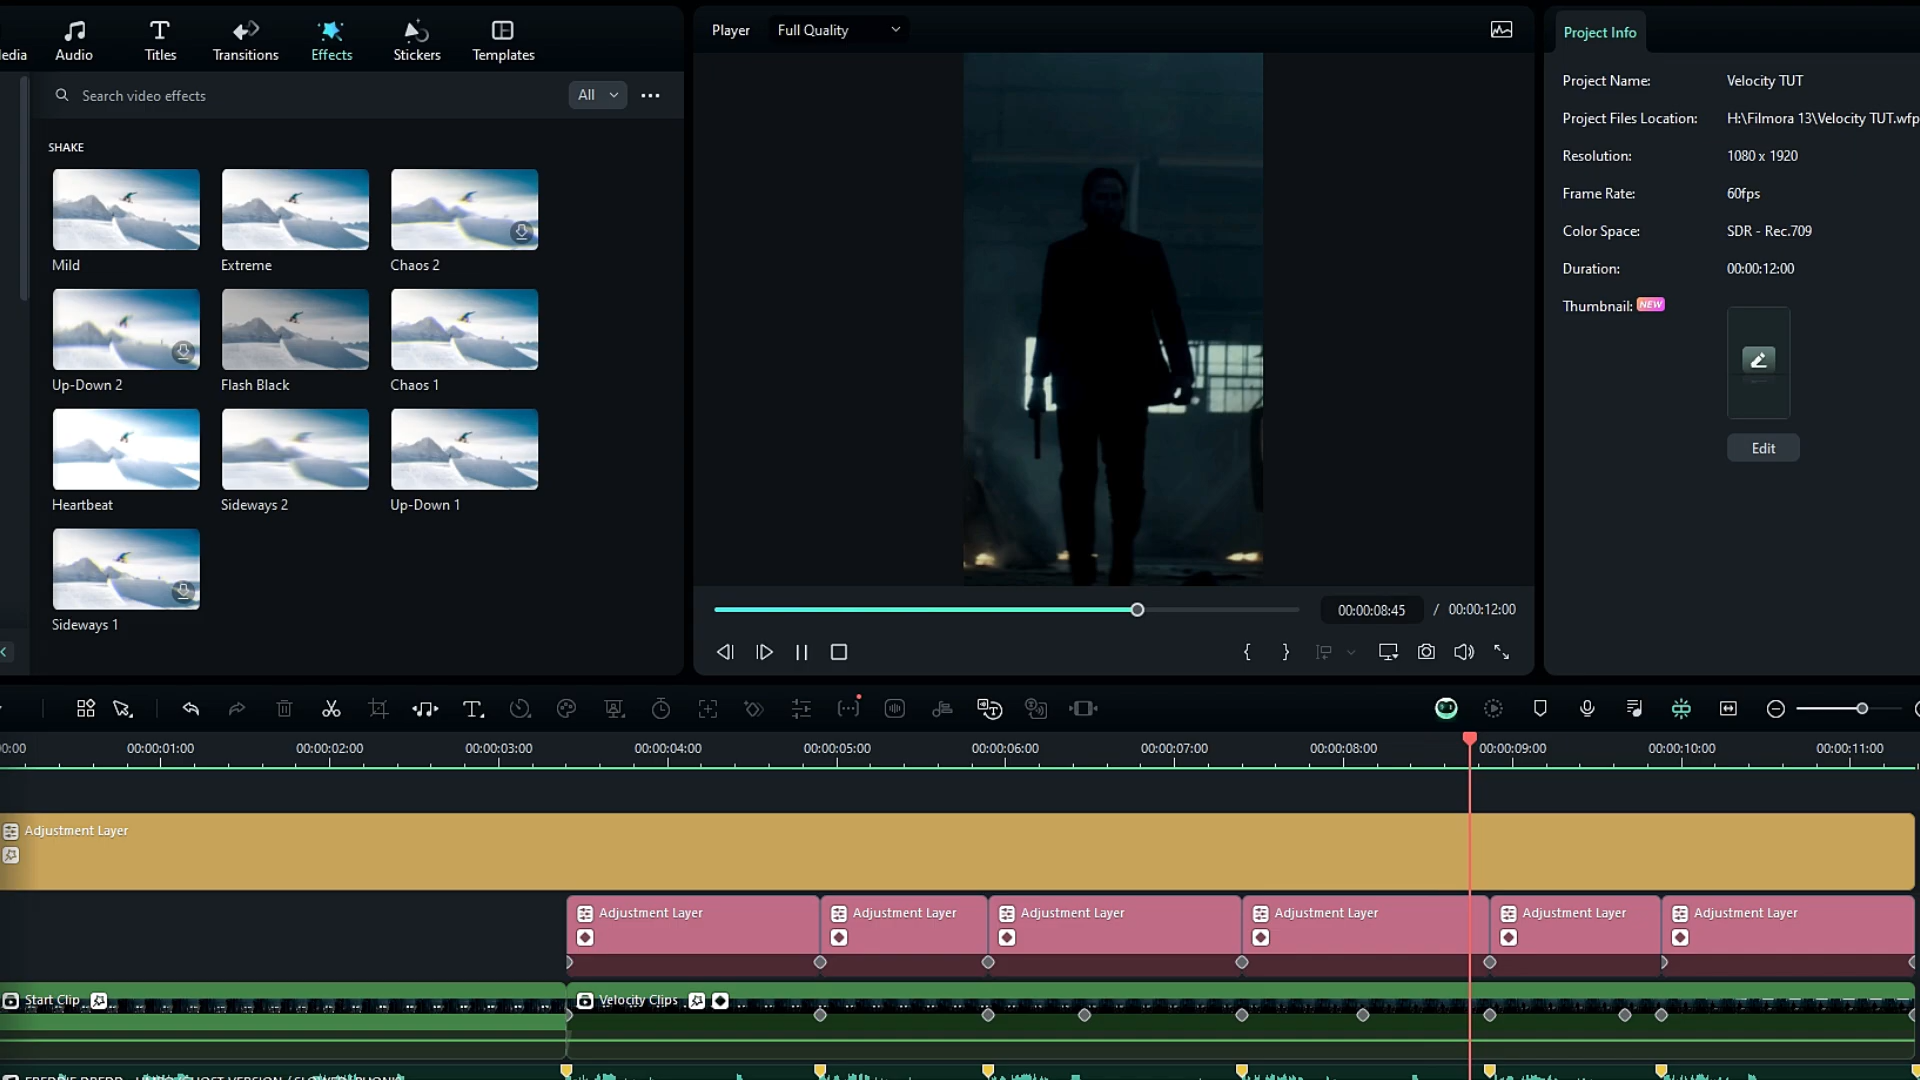 Audio
Titles
Transitions
Effects
Stickers
Templates
Search video effects
All
SHAKE
Mild
Extreme
Chaos 2
Up-Down 2
Flash Black
Chaos 1
Heartbeat
Sideways 2
Up-Down 1
Sideways 1
Player
Full Quality
00:00:08:45 / 00:00:12:00
Project Info
Project Name: Velocity TUT
Project Files Location: H:\Filmora 13\Velocity TUT.wfp
Resolution: 1080 x 1920
Frame Rate: 60fps
Color Space: SDR - Rec.709
Duration: 00:00:12:00
Thumbnail: NEW
Edit
00:00:01:00
00:00:02:00
00:00:03:00
00:00:04:00
00:00:05:00
00:00:06:00
00:00:07:00
00:00:08:00
00:00:09:00
00:00:10:00
00:00:11:00
Adjustment Layer
Adjustment Layer
Adjustment Layer
Adjustment Layer
Adjustment Layer
Adjustment Layer
Adjustment Layer
Start Clip
Velocity Clips